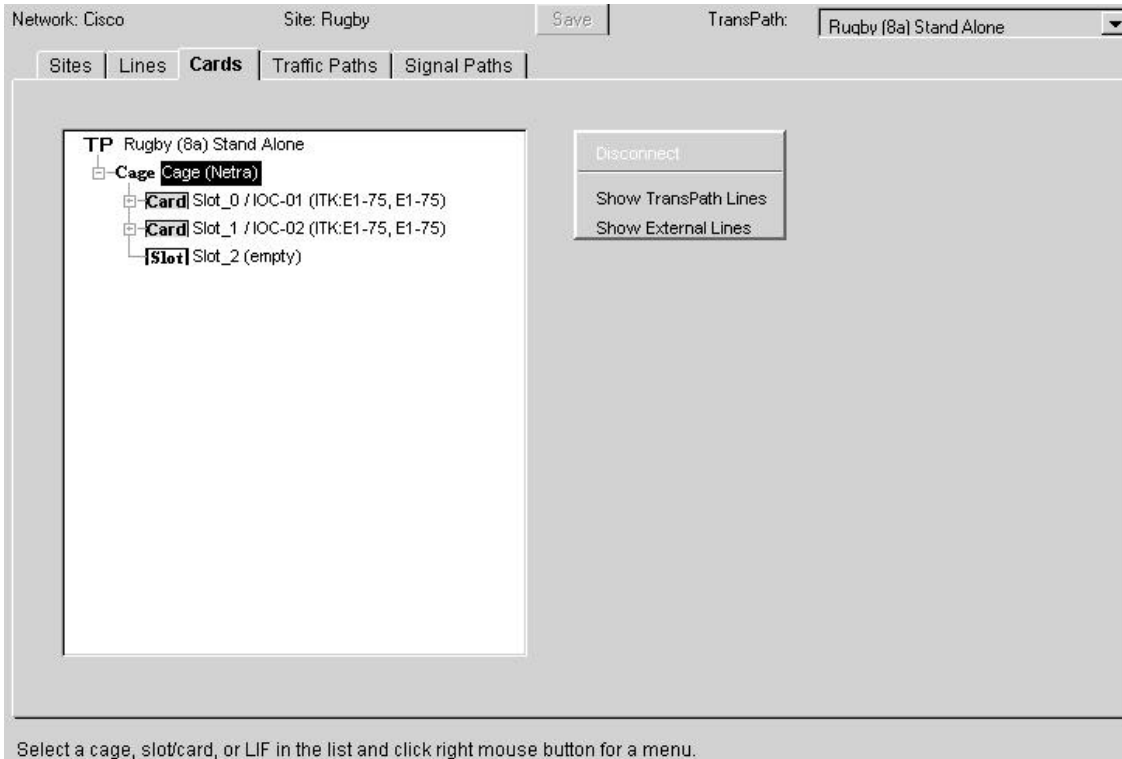 Network: Cisco Site: Rugby Save TransPath: Rugby (8a) Stand Alone
Sites Lines Cards Traffic Paths Signal Paths
TP Rugby (8a) Stand Alone
Cage Cage (Netra)
Card Slot_0 / IOC-01 (ITK:E1-75, E1-75)
Card Slot_1 / IOC-02 (ITK:E1-75, E1-75)
Slot Slot_2 (empty)
Disconnect
Show TransPath Lines
Show External Lines
Select a cage, slot/card, or LIF in the list and click right mouse button for a menu.